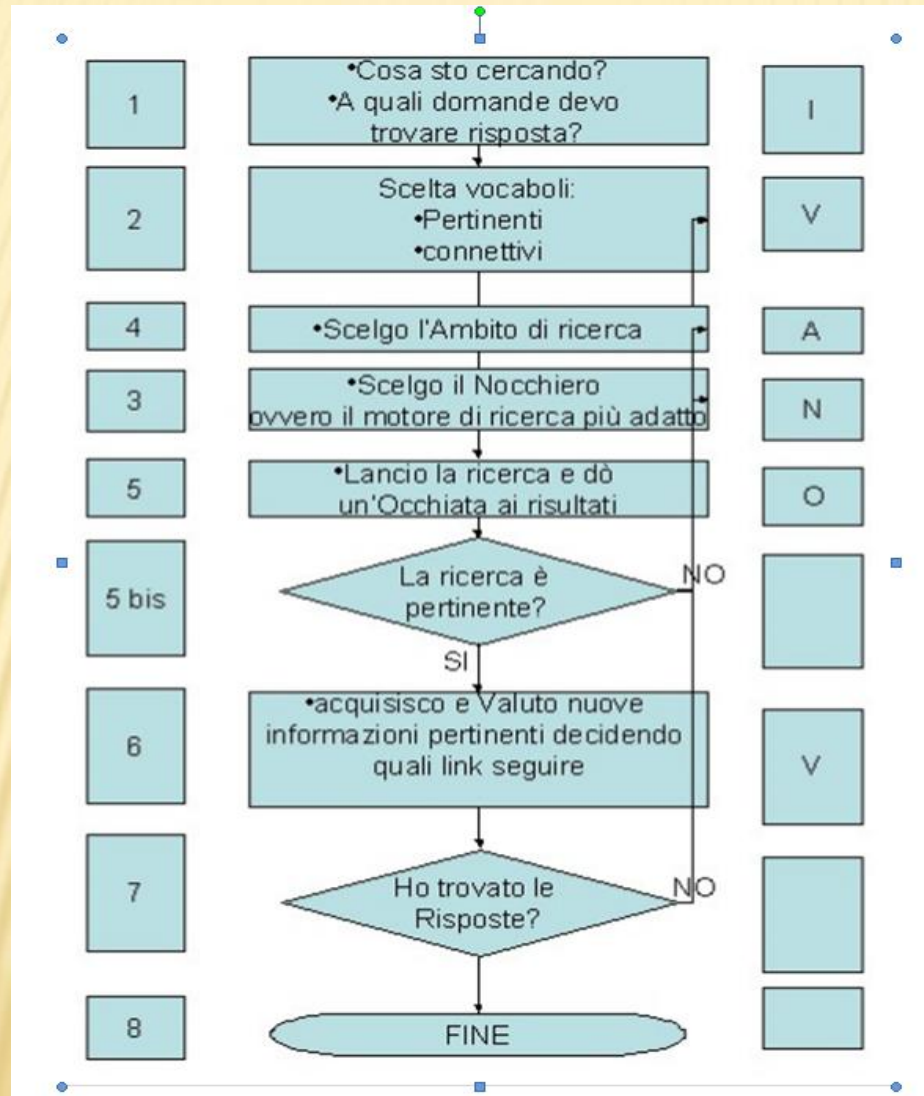 1
•Cosa sto cercando?
•A quali domande devo
trovare risposta?
I
2
Scelta vocaboli:
•Pertinenti
•connettivi
V
4
•Scelgo l'Ambito di ricerca
A
3
•Scelgo il Nocchiero
ovvero il motore di ricerca più adatto
N
5
•Lancio la ricerca e dò
un'Occhiata ai risultati
O
5 bis
La ricerca è
pertinente?
NO
SI
6
•acquisisco e Valuto nuove
informazioni pertinenti decidendo
quali link seguire
V
7
Ho trovato le
Risposte?
NO
8
FINE